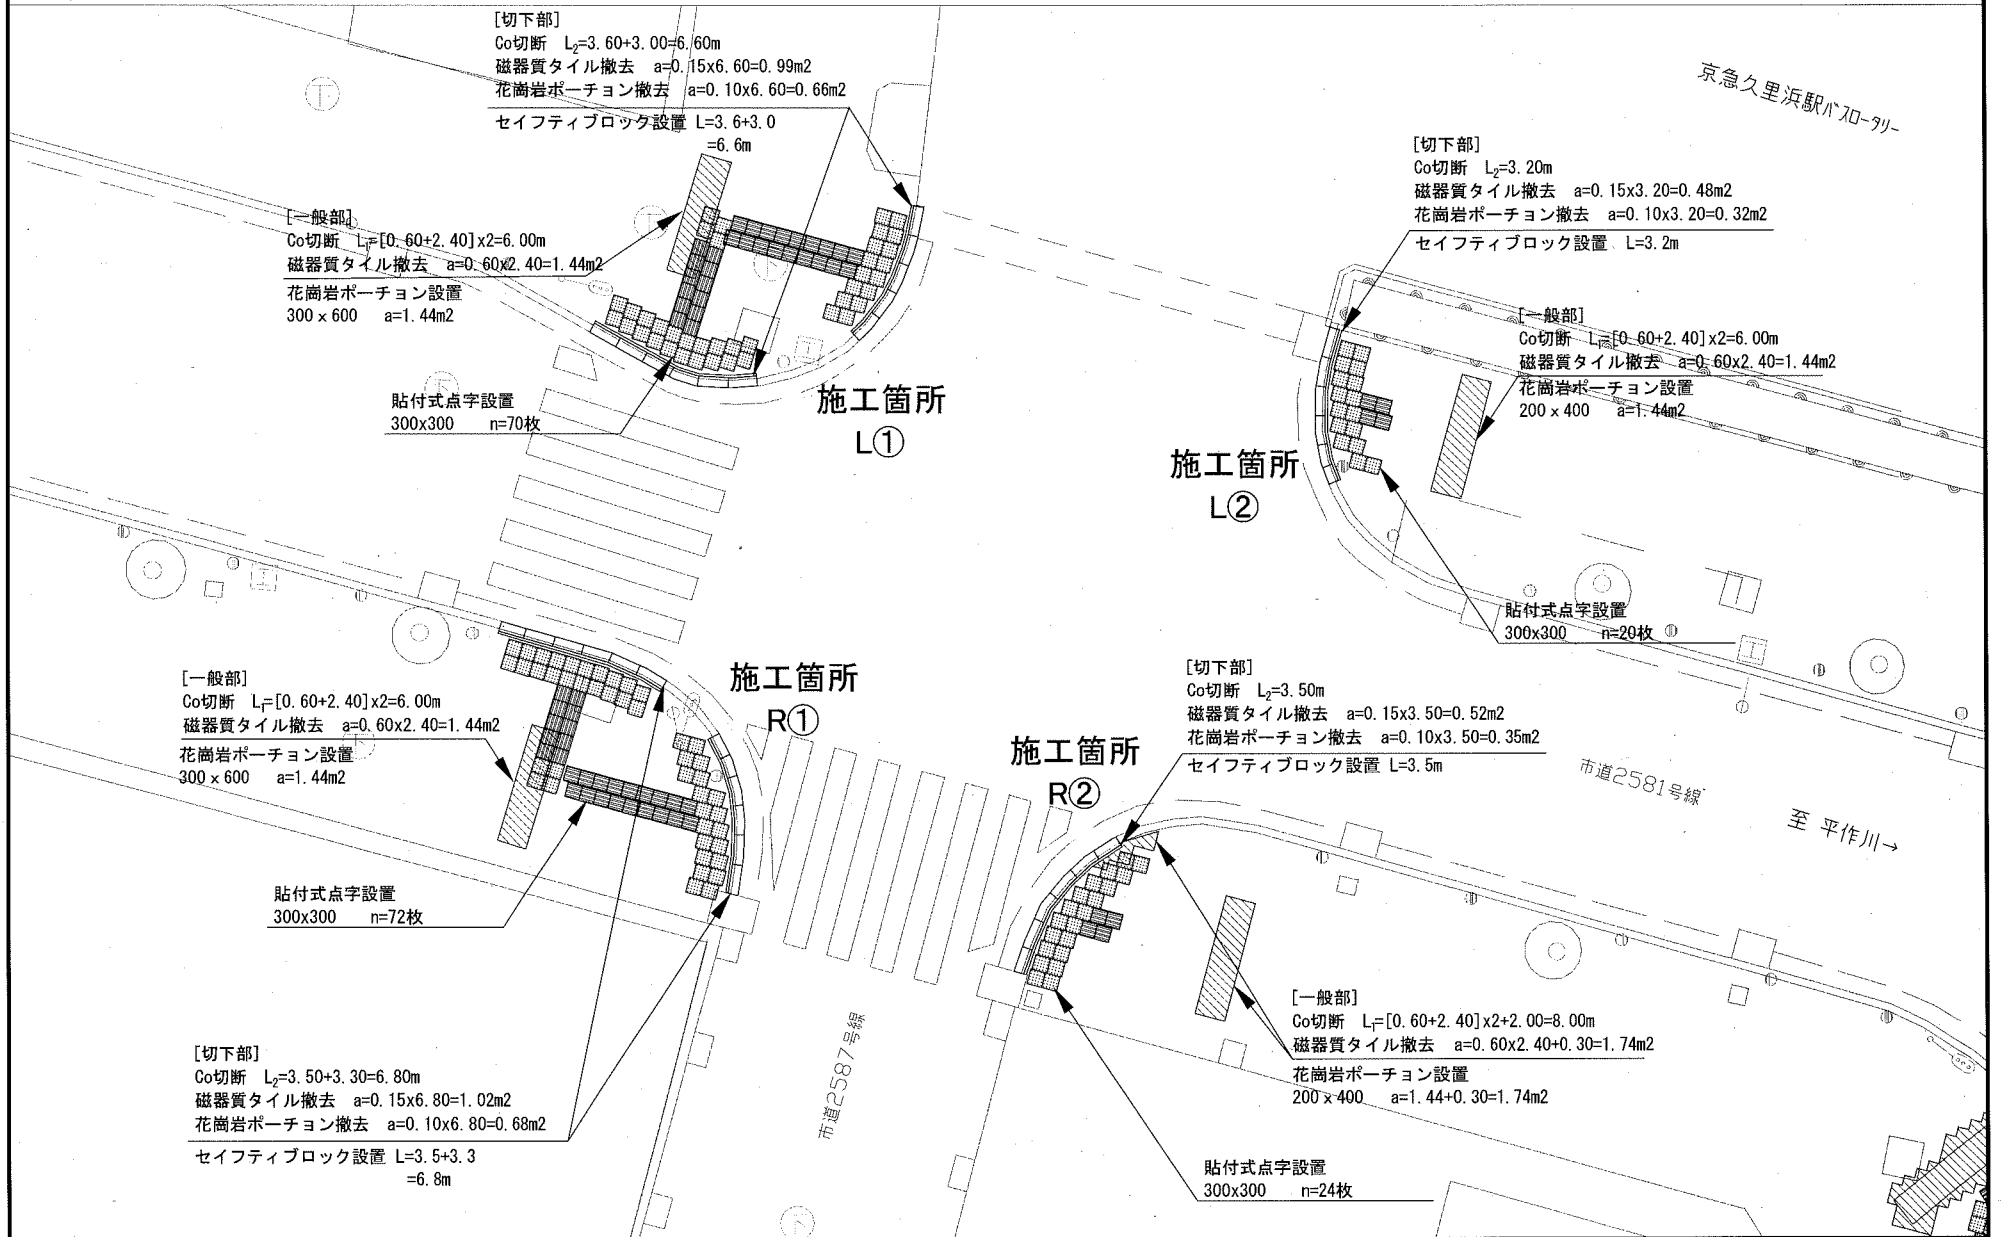 [切下部]
Co切断 L₂=3.60+3.00=6.60m
磁器質タイル撤去 a=0.15x6.60=0.99m2
花崗岩ポーチョン撤去 a=0.10x6.60=0.66m2
セイフティブロック設置 L=3.6+3.0
=6.6m
京急久里浜駅バスロータリー
[切下部]
Co切断 L₂=3.20m
磁器質タイル撤去 a=0.15x3.20=0.48m2
花崗岩ポーチョン撤去 a=0.10x3.20=0.32m2
セイフティブロック設置 L=3.2m
[一般部]
Co切断 L₁=[0.60+2.40]x2=6.00m
磁器質タイル撤去 a=0.60x2.40=1.44m2
花崗岩ポーチョン設置
300 x 600 a=1.44m2
[一般部]
Co切断 L₁=[0.60+2.40]x2=6.00m
磁器質タイル撤去 a=0.60x2.40=1.44m2
花崗岩ポーチョン設置
200 x 400 a=1.44m2
貼付式点字設置
300x300 n=70枚
施工箇所
L①
施工箇所
L②
貼付式点字設置
300x300 n=20枚
[一般部]
Co切断 L₁=[0.60+2.40]x2=6.00m
磁器質タイル撤去 a=0.60x2.40=1.44m2
花崗岩ポーチョン設置
300 x 600 a=1.44m2
施工箇所
R①
施工箇所
R②
[切下部]
Co切断 L₂=3.50m
磁器質タイル撤去 a=0.15x3.50=0.52m2
花崗岩ポーチョン撤去 a=0.10x3.50=0.35m2
セイフティブロック設置 L=3.5m
市道2581号線
至 平作川→
貼付式点字設置
300x300 n=72枚
[切下部]
Co切断 L₂=3.50+3.30=6.80m
磁器質タイル撤去 a=0.15x6.80=1.02m2
花崗岩ポーチョン撤去 a=0.10x6.80=0.68m2
セイフティブロック設置 L=3.5+3.3
=6.8m
市道2587号線
[一般部]
Co切断 L₁=[0.60+2.40]x2+2.00=8.00m
磁器質タイル撤去 a=0.60x2.40+0.30=1.74m2
花崗岩ポーチョン設置
200 x 400 a=1.44+0.30=1.74m2
貼付式点字設置
300x300 n=24枚